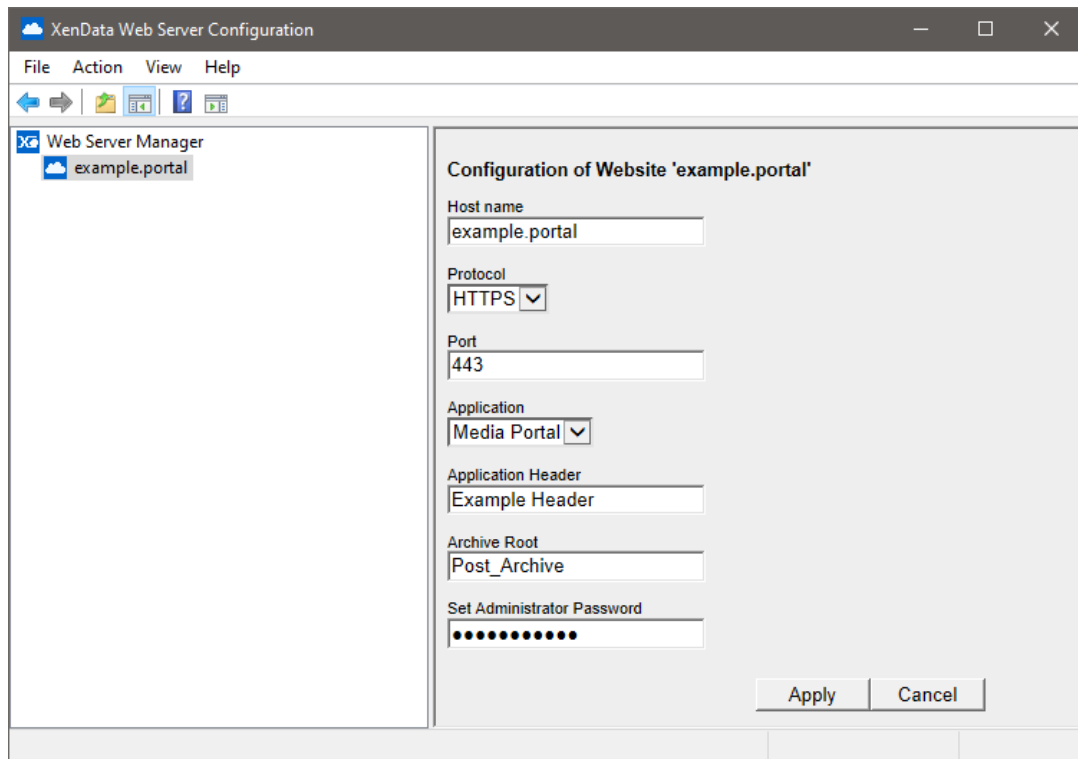 XenData Web Server Configuration
File Action View Help
Web Server Manager
example.portal
Configuration of Website 'example.portal'
Host name
example.portal
Protocol
HTTPS
Port
443
Application
Media Portal
Application Header
Example Header
Archive Root
Post_Archive
Set Administrator Password
●●●●●●●●●●●
Apply Cancel